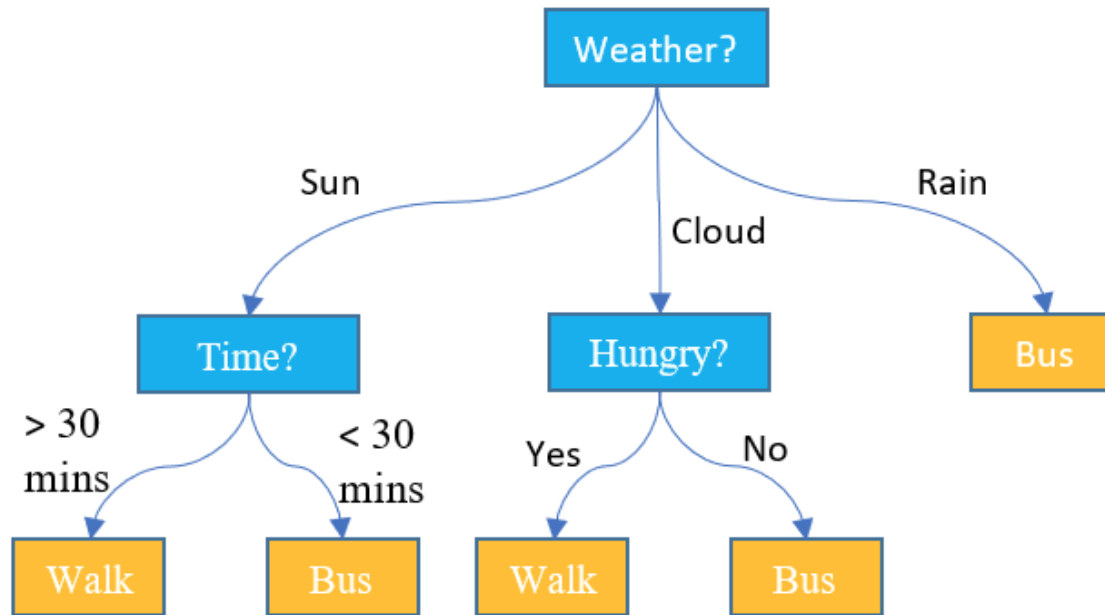 Weather?
Sun
Cloud
Rain
Time?
Hungry?
Bus
> 30
mins
< 30
mins
Yes
No
Walk
Bus
Walk
Bus